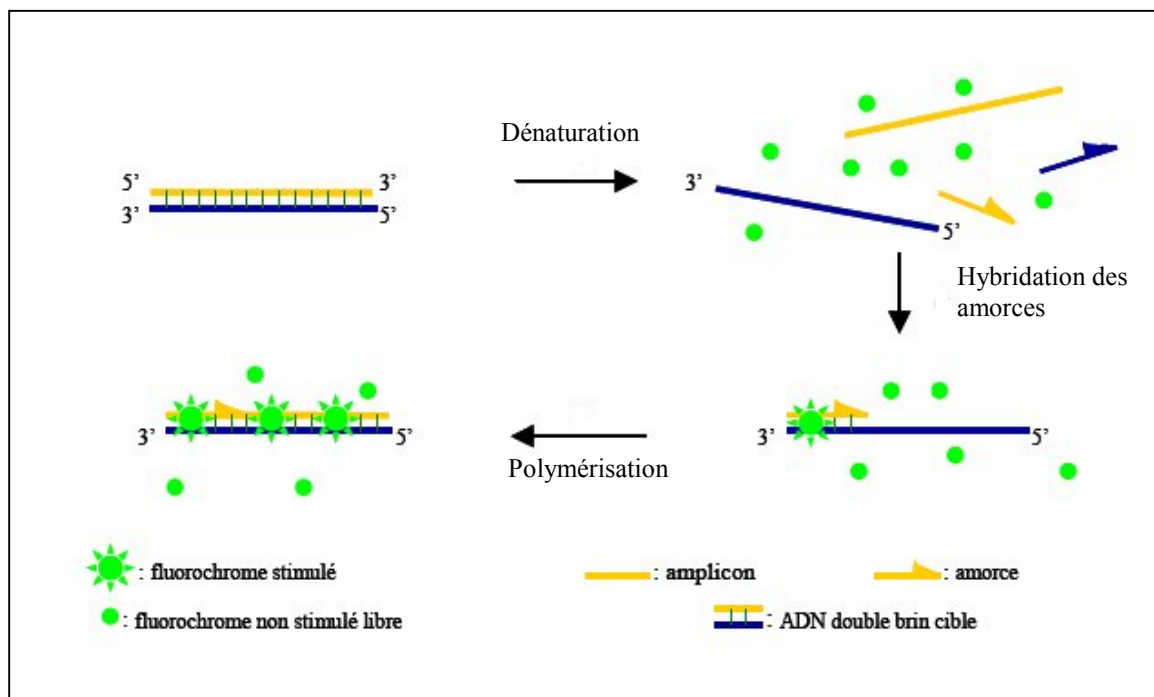 Dénaturation
5’ 3’
3’ 5’
3’
5’
Hybridation des
amorces
3’ 5’
Polymérisation
3’ 5’
: fluorochrome stimulé
: amplicon
: amorce
: fluorochrome non stimulé libre
: ADN double brin cible